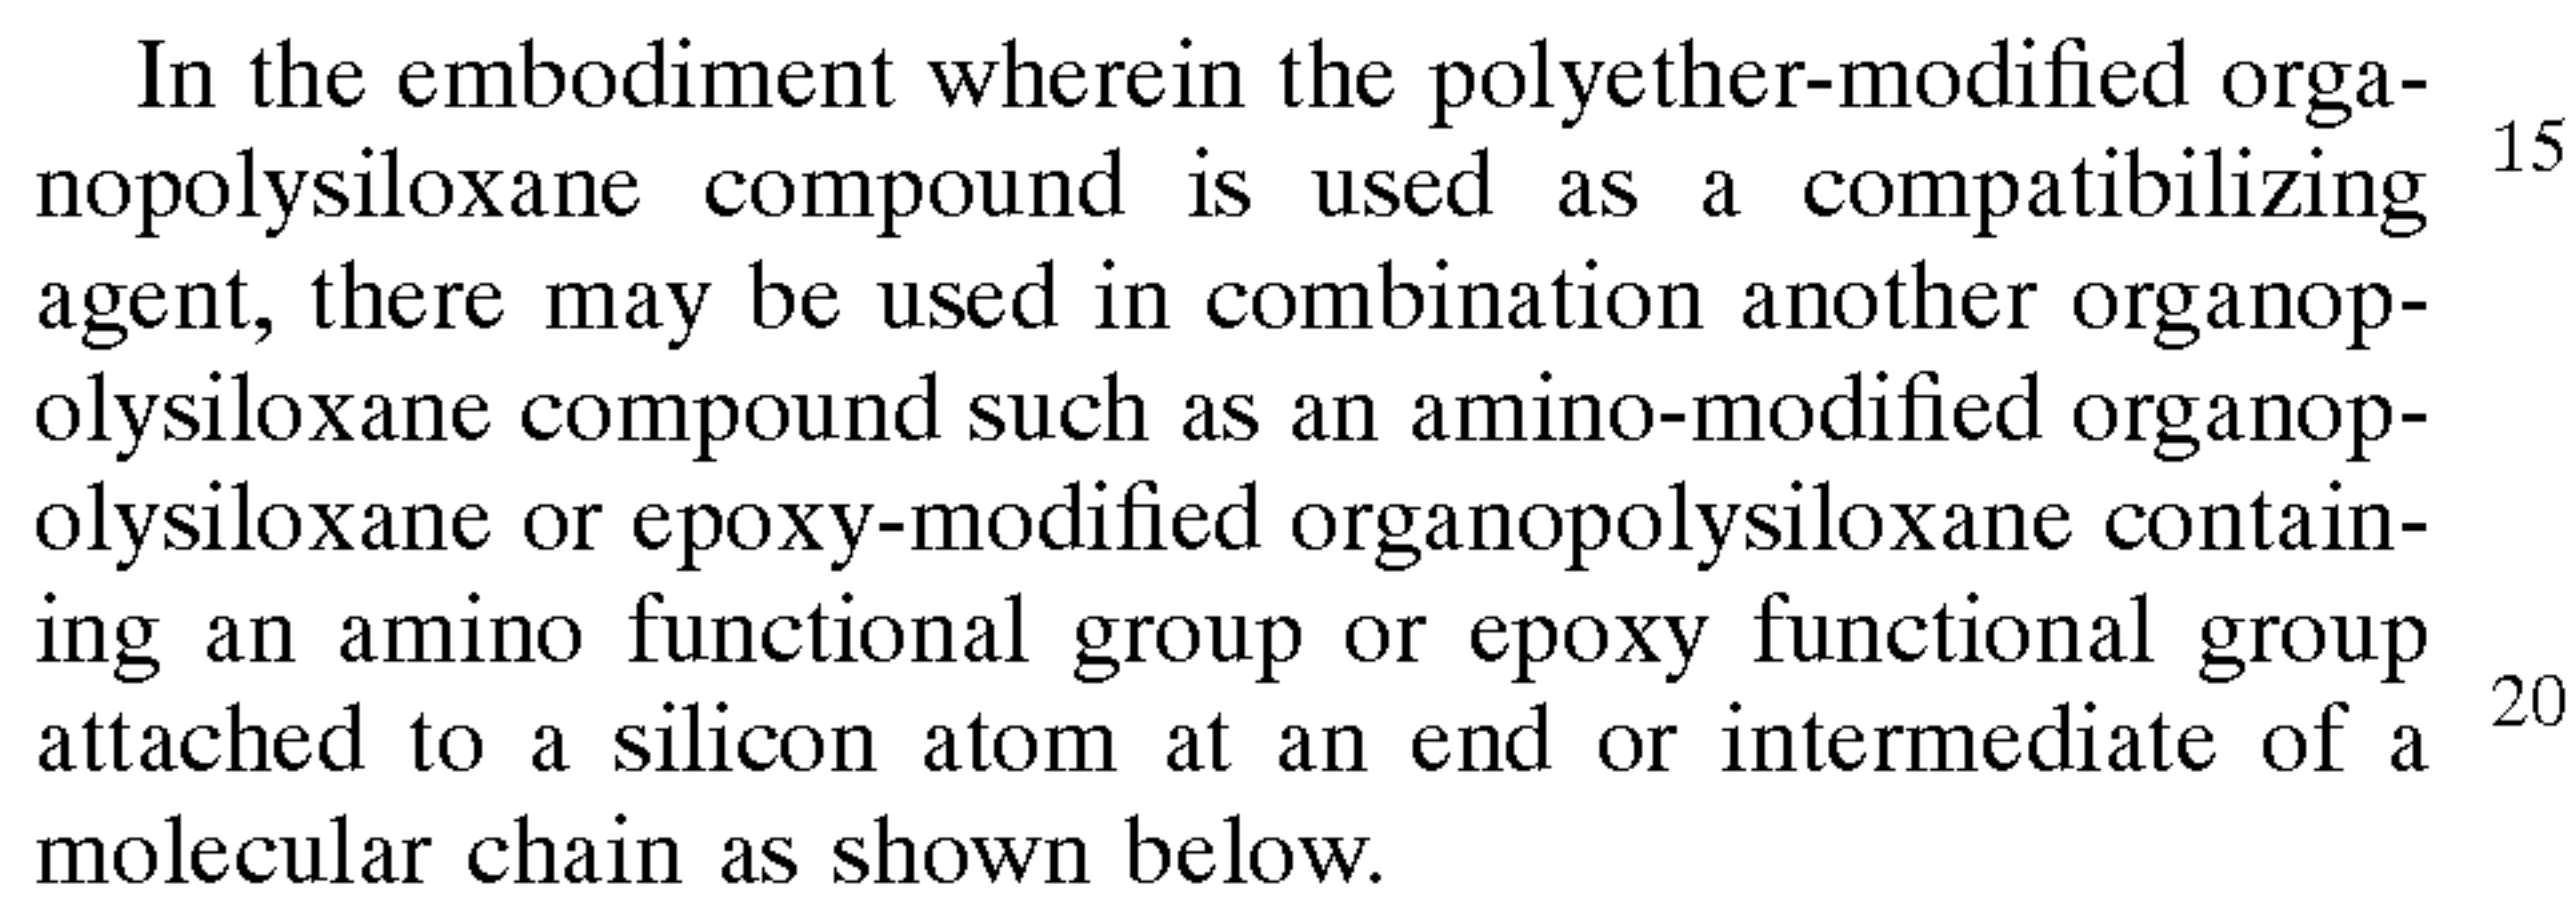 In the embodiment wherein the polyether-modified orga-
nopolysiloxane compound is used as a compatibilizing
15
agent, there may be used in combination another organop-
olysiloxane compound such as an amino-modified organop-
olysiloxane or epoxy-modified organopolysiloxane contain-
ing an amino functional group or epoxy functional group
attached to a silicon atom at an end or intermediate of a
20
molecular chain as shown below.